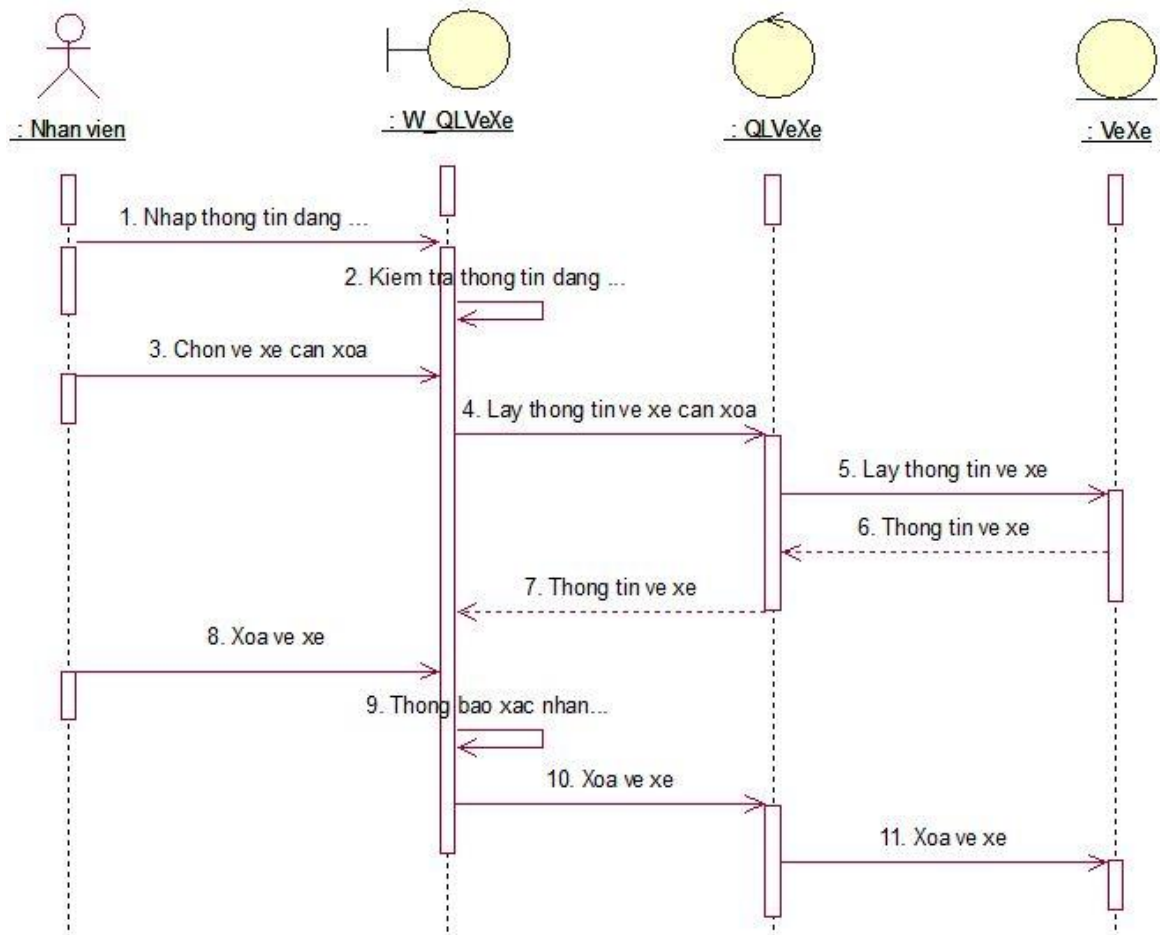 : Nhan vien
: W_QLVeXe
: QLVeXe
: VeXe
1. Nhap thong tin dang ...
2. Kiem tra thong tin dang ...
3. Chon ve xe can xoa
4. Lay thong tin ve xe can xoa
5. Lay thong tin ve xe
6. Thong tin ve xe
7. Thong tin ve xe
8. Xoa ve xe
9. Thong bao xac nhan...
10. Xoa ve xe
11. Xoa ve xe